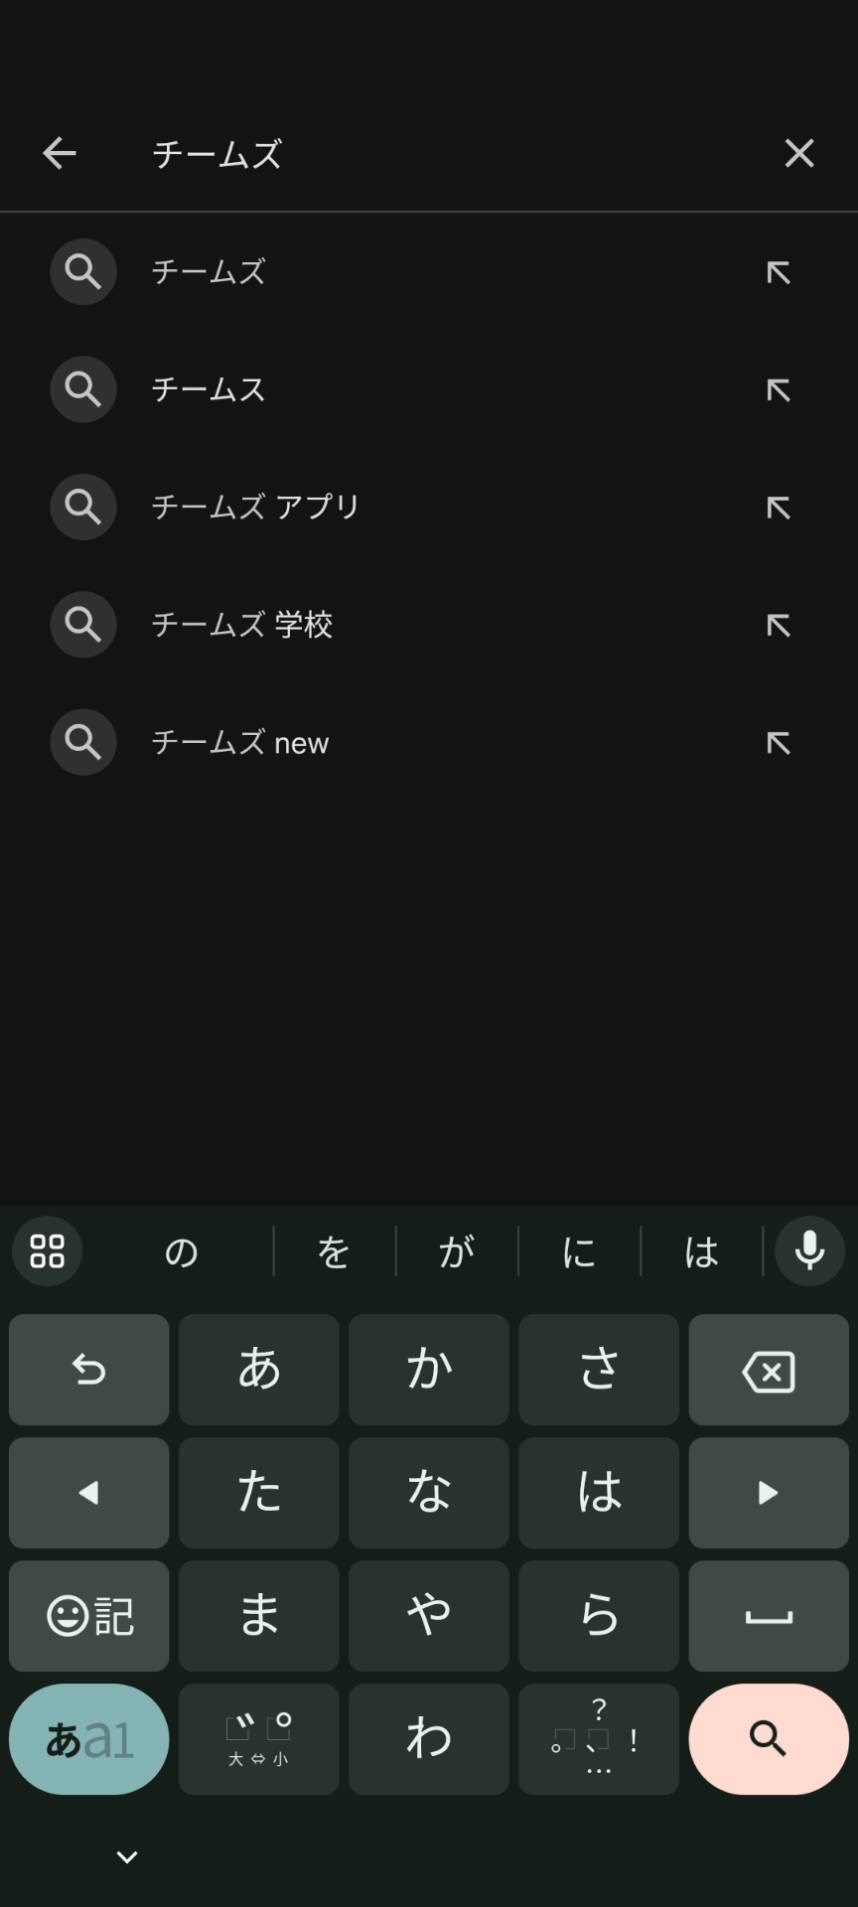 チームズ
チームズ
チームス
チームズ アプリ
チームズ 学校
チームズ new
の を が に は
あ か さ
た な は
記 ま や ら
あa1 ゛゜ 大⇔小 わ 。、?!…